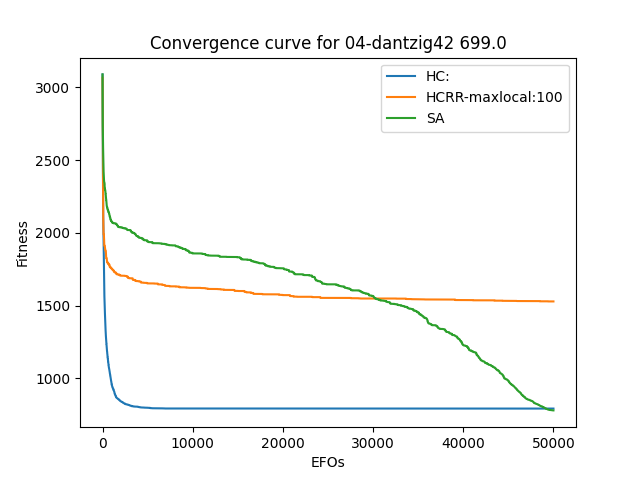 Convergence curve for 04-dantzig42 699.0
HC:
HCRR-maxlocal:100
SA
Fitness
3000
2500
2000
1500
1000
0
10000
20000
30000
40000
50000
EFOs